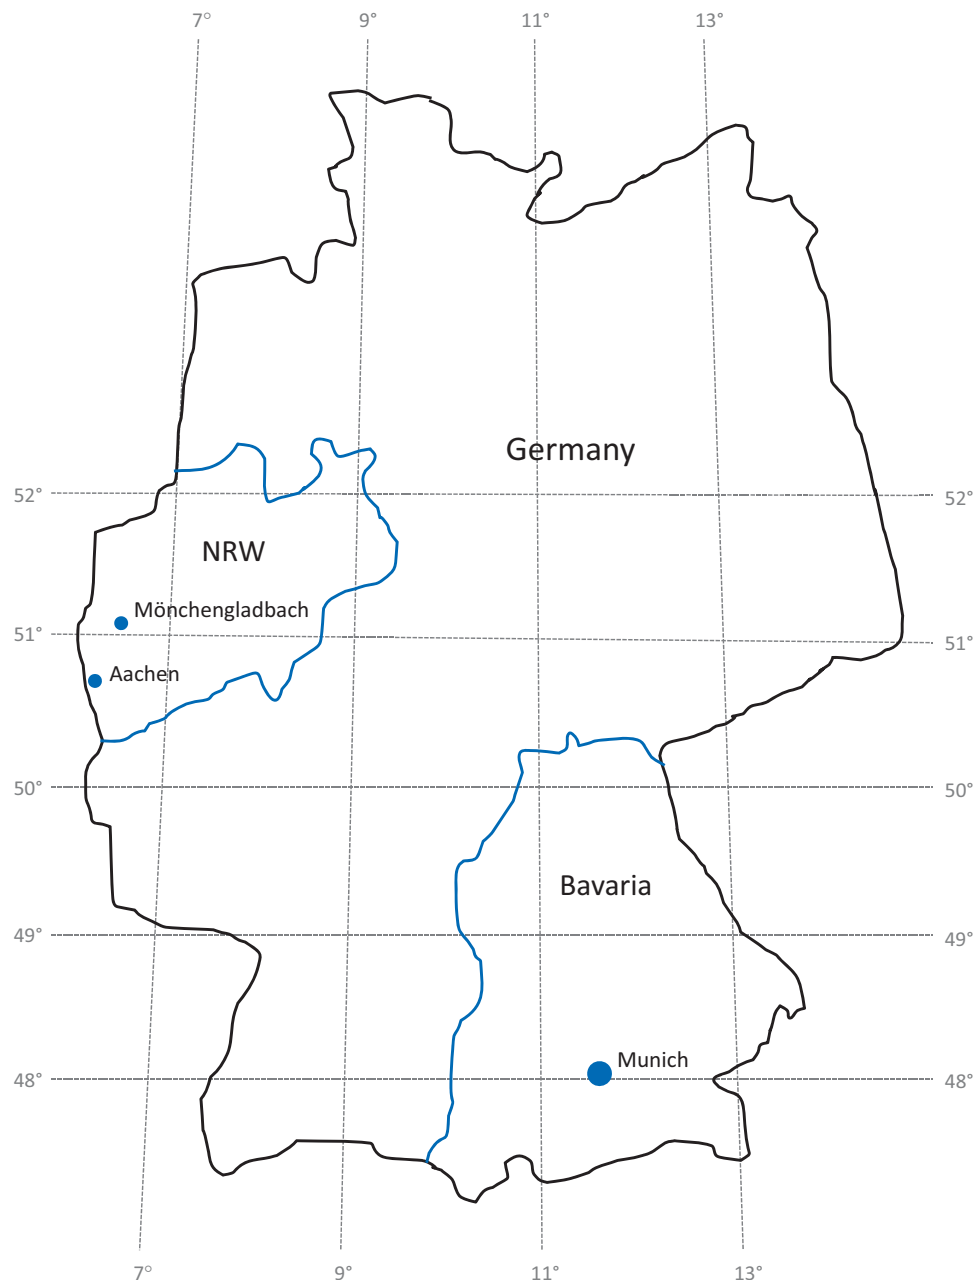 7° 9° 11° 13°
Germany
52° 52°
NRW
Mönchengladbach
51° 51°
Aachen
50° 50°
Bavaria
49° 49°
Munich
48° 48°
7° 9° 11° 13°